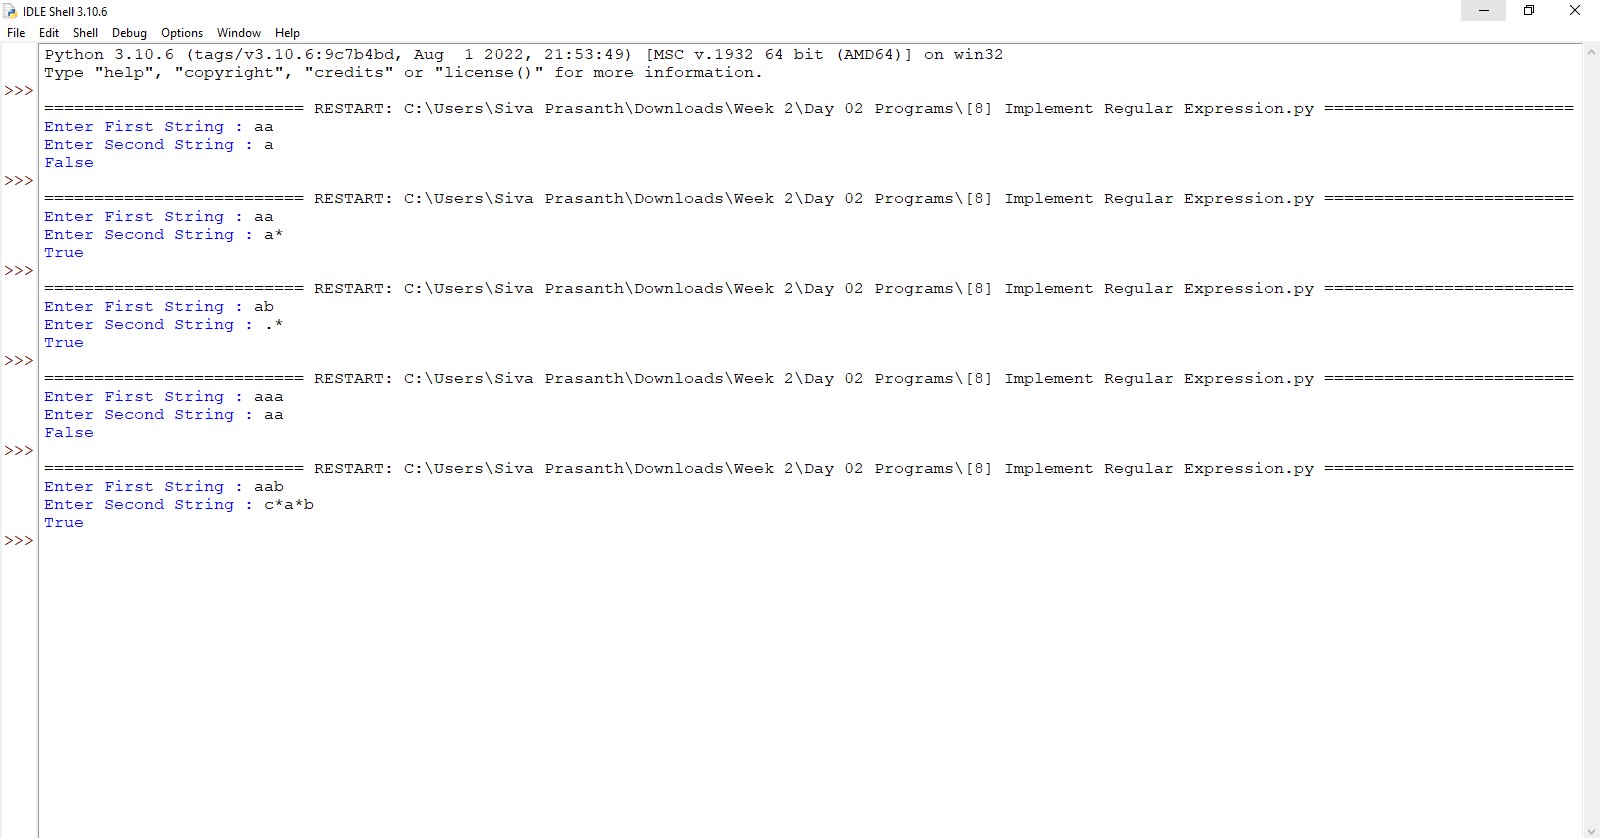 IDLE Shell 3.10.6
File Edit Shell Debug Options Window Help
Python 3.10.6 (tags/v3.10.6:9c7b4bd, Aug  1 2022, 21:53:49) [MSC v.1932 64 bit (AMD64)] on win32
Type "help", "copyright", "credits" or "license()" for more information.
>>>
========================== RESTART: C:\Users\Siva Prasanth\Downloads\Week 2\Day 02 Programs\[8] Implement Regular Expression.py =========================
Enter First String : aa
Enter Second String : a
False
>>>
========================== RESTART: C:\Users\Siva Prasanth\Downloads\Week 2\Day 02 Programs\[8] Implement Regular Expression.py =========================
Enter First String : aa
Enter Second String : a*
True
>>>
========================== RESTART: C:\Users\Siva Prasanth\Downloads\Week 2\Day 02 Programs\[8] Implement Regular Expression.py =========================
Enter First String : ab
Enter Second String : .*
True
>>>
========================== RESTART: C:\Users\Siva Prasanth\Downloads\Week 2\Day 02 Programs\[8] Implement Regular Expression.py =========================
Enter First String : aaa
Enter Second String : aa
False
>>>
========================== RESTART: C:\Users\Siva Prasanth\Downloads\Week 2\Day 02 Programs\[8] Implement Regular Expression.py =========================
Enter First String : aab
Enter Second String : c*a*b
True
>>>